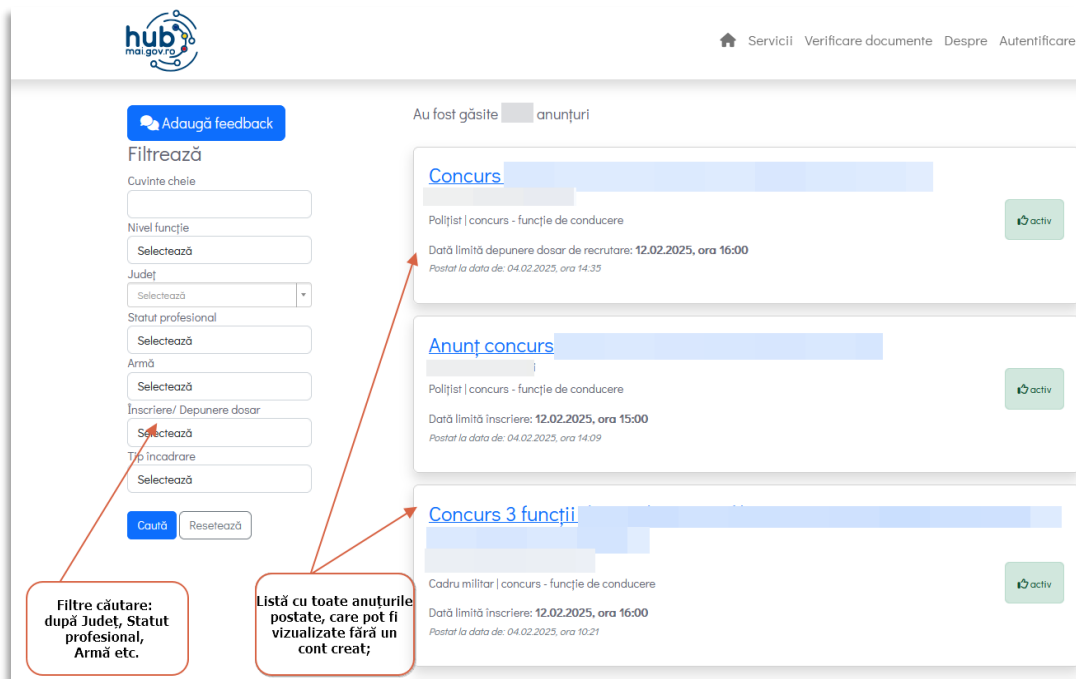 hub
mai.gov.ro
Servicii Verificare documente Despre Autentificare
Adaugă feedback
Filtrează
Cuvinte cheie
Nivel funcție
Selectează
Județ
Selectează
Statut profesional
Selectează
Armă
Selectează
Înscriere/ Depunere dosar
Selectează
Tip încadrare
Selectează
Caută Resetează
Filtre căutare:
după Județ, Statut
profesional,
Armă etc.
Au fost găsite anunțuri
Concurs
Polițist | concurs - funcție de conducere
Dată limită depunere dosar de recrutare: 12.02.2025, ora 16:00
Postat la data de: 04.02.2025, ora 14:35
activ
Anunț concurs
Polițist | concurs - funcție de conducere
Dată limită înscriere: 12.02.2025, ora 15:00
Postat la data de: 04.02.2025, ora 14:09
activ
Concurs 3 funcții
Cadru militar | concurs - funcție de conducere
Dată limită înscriere: 12.02.2025, ora 16:00
Postat la data de: 04.02.2025, ora 10:21
activ
Listă cu toate anuțurile
postate, care pot fi
vizualizate fără un
cont creat;